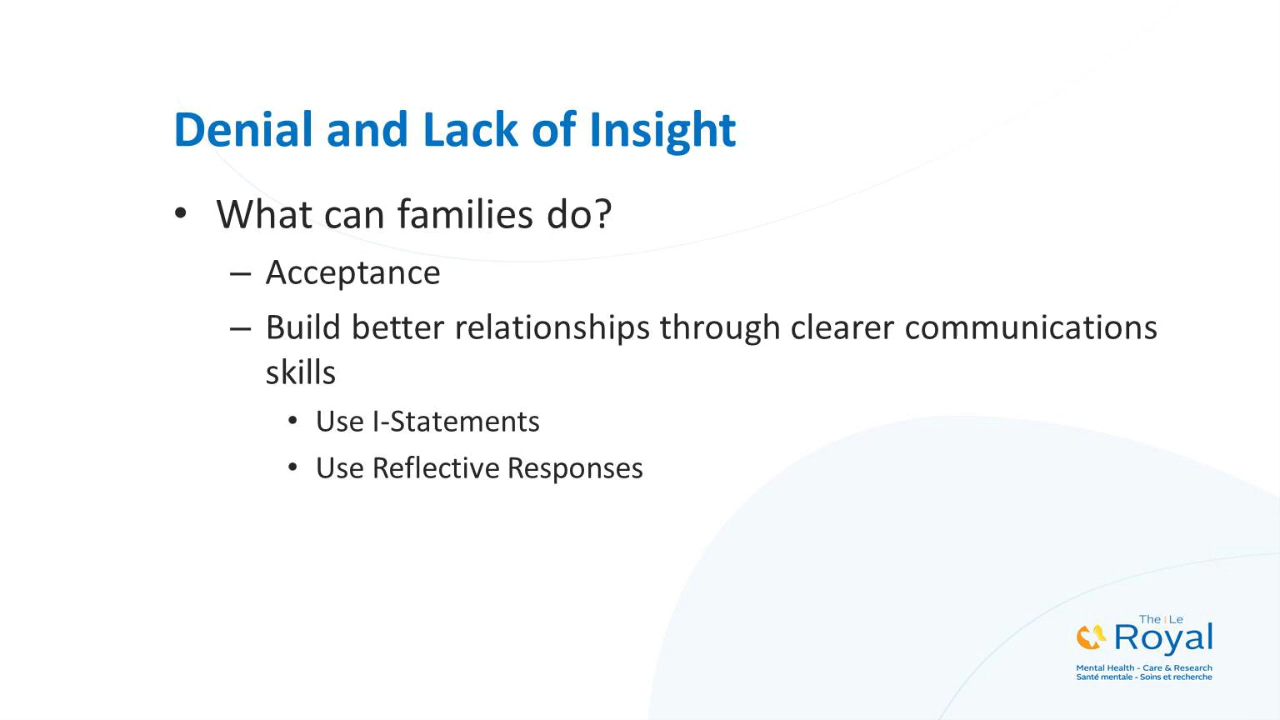 Denial and Lack of Insight
• What can families do?
– Acceptance
– Build better relationships through clearer communications
skills
• Use I-Statements
• Use Reflective Responses
The | Le
Royal
Mental Health - Care & Research
Santé mentale - Soins et recherche